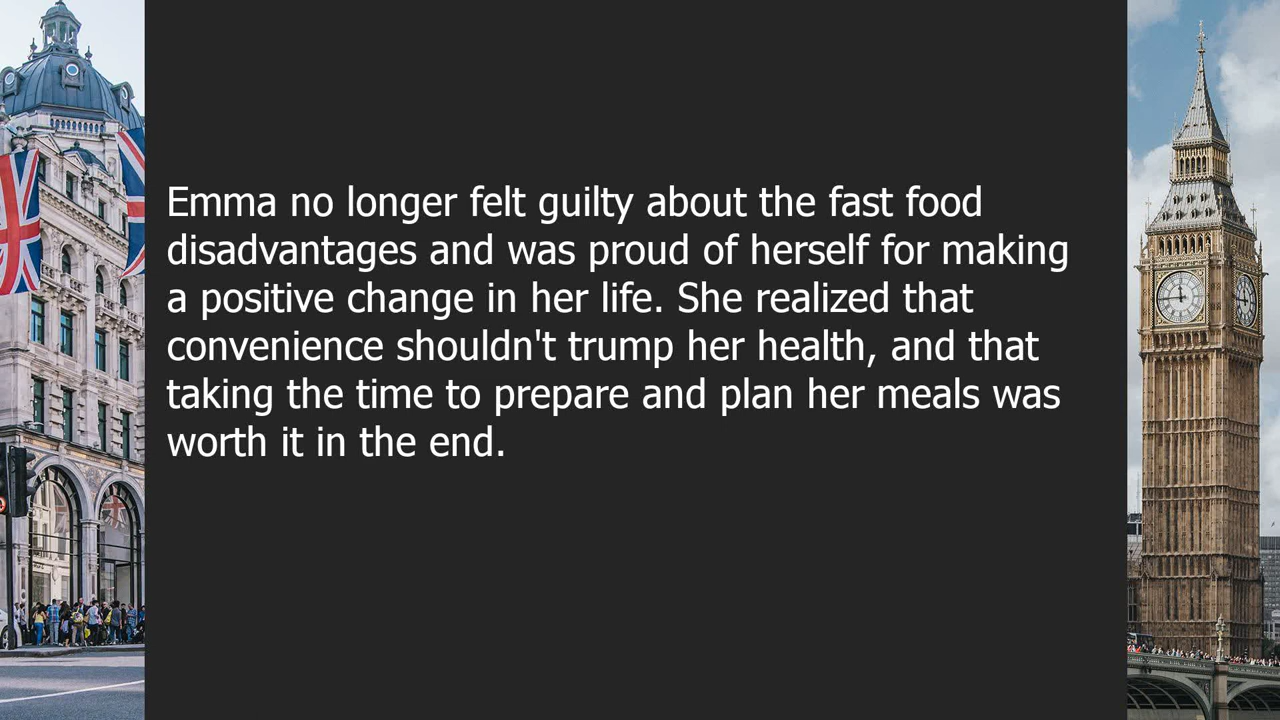 Emma no longer felt guilty about the fast food
disadvantages and was proud of herself for making
a positive change in her life. She realized that
convenience shouldn't trump her health, and that
taking the time to prepare and plan her meals was
worth it in the end.